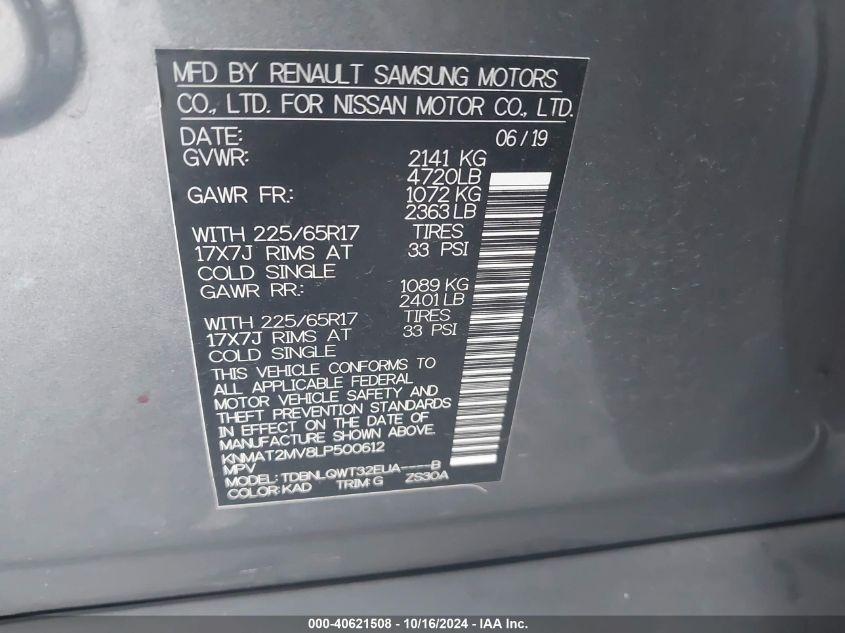 MFD BY RENAULT SAMSUNG MOTORS
CO., LTD. FOR NISSAN MOTOR CO., LTD.
DATE: 06/19
GVWR: 2141 KG
4720LB
GAWR FR.: 1072 KG
2363 LB
WITH 225/65R17 TIRES
17X7J RIMS AT 33 PSI
COLD SINGLE
GAWR RR.: 1089 KG
2401 LB
WITH 225/65R17 TIRES
17X7J RIMS AT 33 PSI
COLD SINGLE
THIS VEHICLE CONFORMS TO
ALL APPLICABLE FEDERAL
MOTOR VEHICLE SAFETY AND
THEFT PREVENTION STANDARDS
IN EFFECT ON THE DATE OF
MANUFACTURE SHOWN ABOVE.
KNMAT2MV8LP500612
MPV
MODEL: TDBNLQWT32EUA----B
COLOR: KAD TRIM: G ZS30A
000-40621508 - 10/16/2024 - IAA Inc.